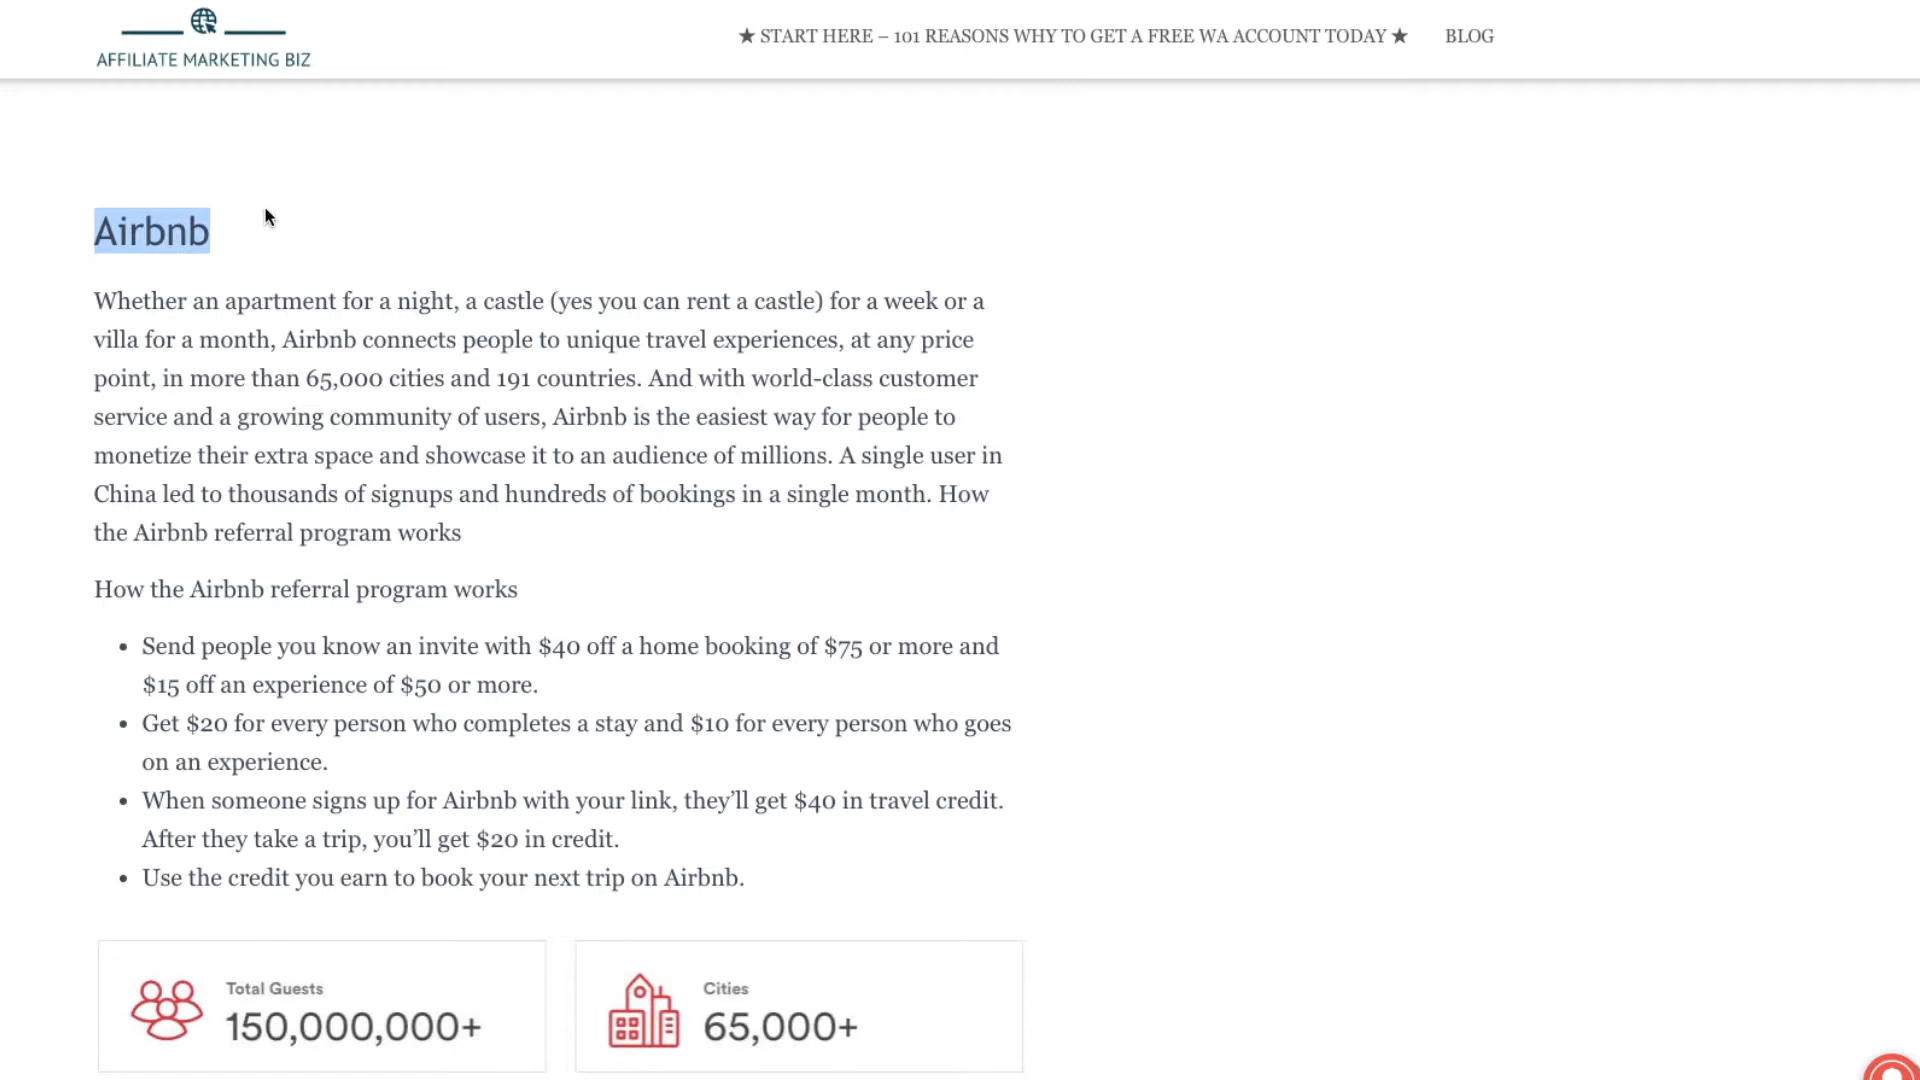 AFFILIATE MARKETING BIZ
★ START HERE – 101 REASONS WHY TO GET A FREE WA ACCOUNT TODAY ★
BLOG
Airbnb
Whether an apartment for a night, a castle (yes you can rent a castle) for a week or a
villa for a month, Airbnb connects people to unique travel experiences, at any price
point, in more than 65,000 cities and 191 countries. And with world-class customer
service and a growing community of users, Airbnb is the easiest way for people to
monetize their extra space and showcase it to an audience of millions. A single user in
China led to thousands of signups and hundreds of bookings in a single month. How
the Airbnb referral program works
How the Airbnb referral program works
• Send people you know an invite with $40 off a home booking of $75 or more and
$15 off an experience of $50 or more.
• Get $20 for every person who completes a stay and $10 for every person who goes
on an experience.
• When someone signs up for Airbnb with your link, they’ll get $40 in travel credit.
After they take a trip, you’ll get $20 in credit.
• Use the credit you earn to book your next trip on Airbnb.
Total Guests
150,000,000+
Cities
65,000+